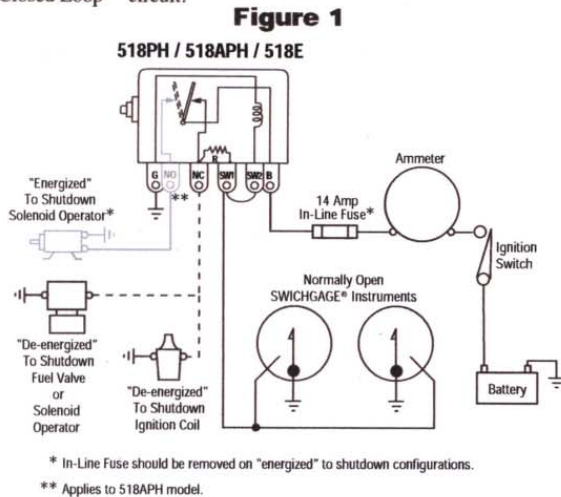 Closed Loop" circuit.
Figure 1
518PH / 518APH / 518E
R
G NO NC SW1 SW2 B
**
"Energized"
To Shutdown
Solenoid Operator*
14 Amp
In-Line Fuse*
Ammeter
Ignition
Switch
Normally Open
SWICHGAGE® Instruments
"De-energized"
To Shutdown
Fuel Valve
or
Solenoid
Operator
"De-energized"
To Shutdown
Ignition Coil
Battery
* In-Line Fuse should be removed on "energized" to shutdown configurations.
** Applies to 518APH model.